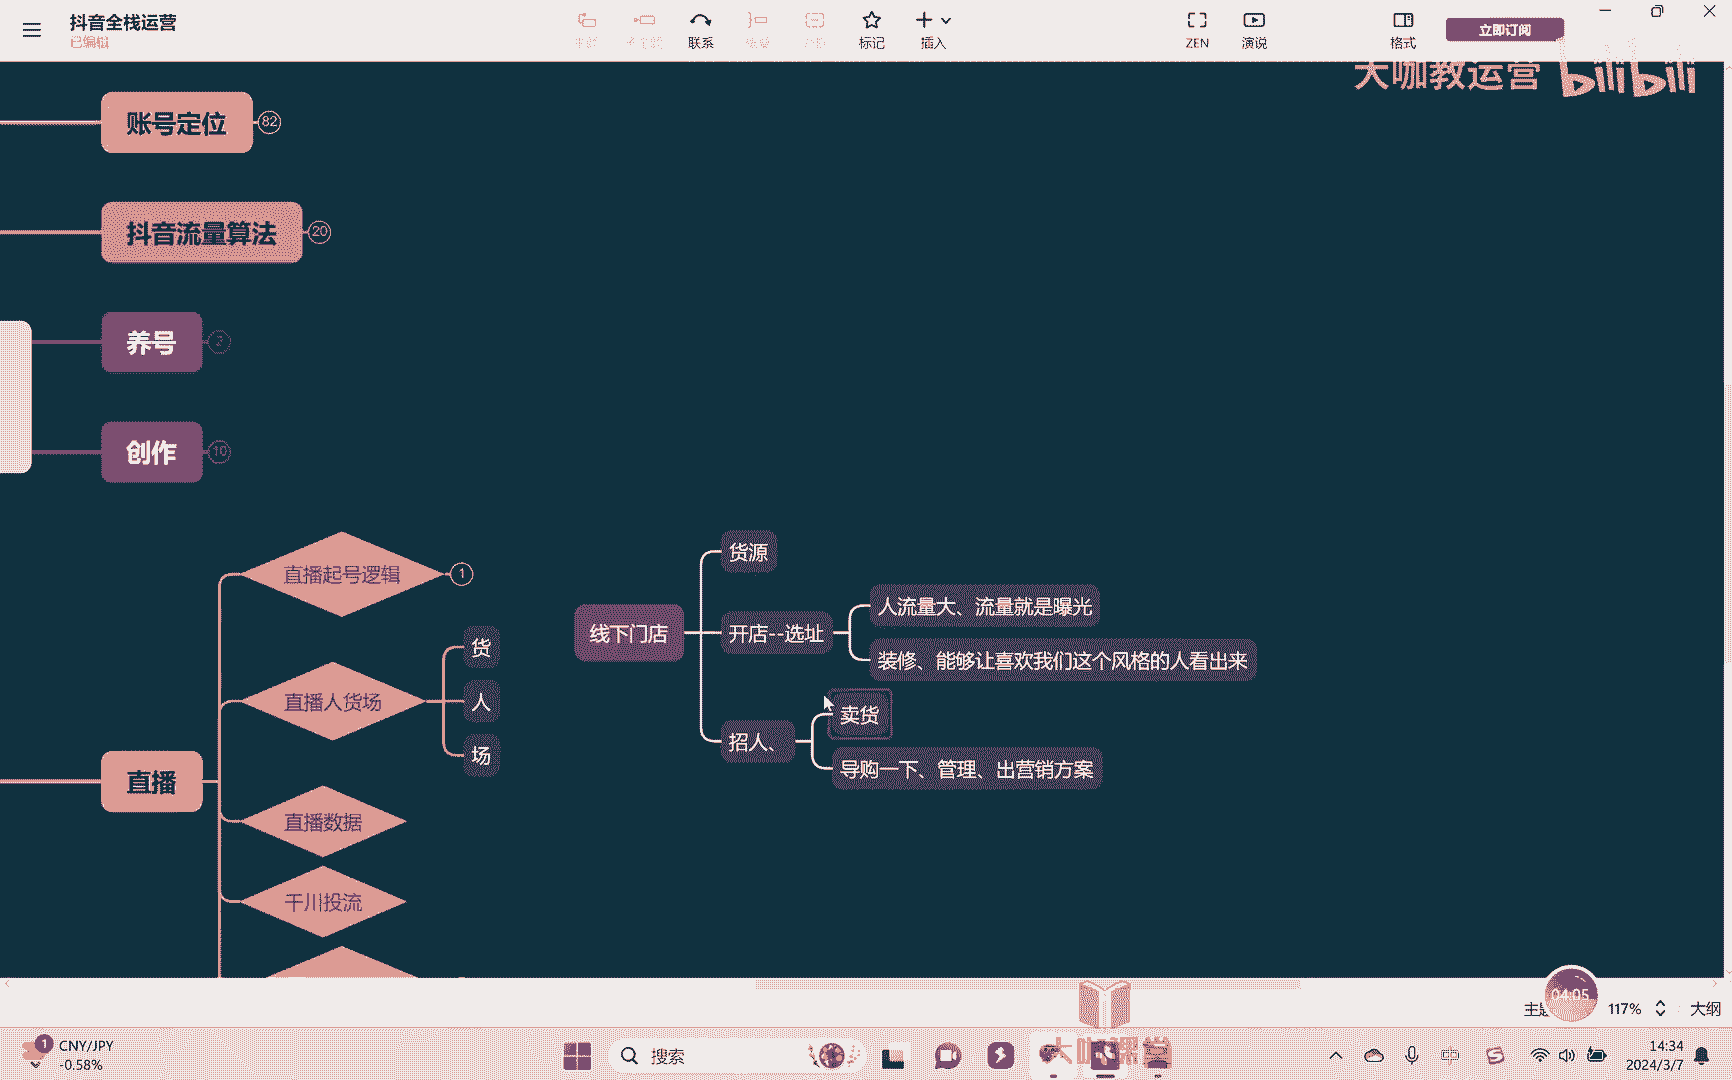 抖音全栈运营
已编辑
联系
标记
插入
ZEN
演说
格式
立即订阅
大咖教运营
bilibili
账号定位
82
抖音流量算法
20
养号
2
创作
10
直播
直播起号逻辑
1
直播人货场
货
人
场
直播数据
千川投流
线下门店
货源
开店--选址
人流量大、流量就是曝光
装修、能够让喜欢我们这个风格的人看出来
招人、
卖货
导购一下、管理、出营销方案
04:05
117%
大纲
1
CNY/JPY
-0.58%
搜索
大咖课堂
14:34
2024/3/7